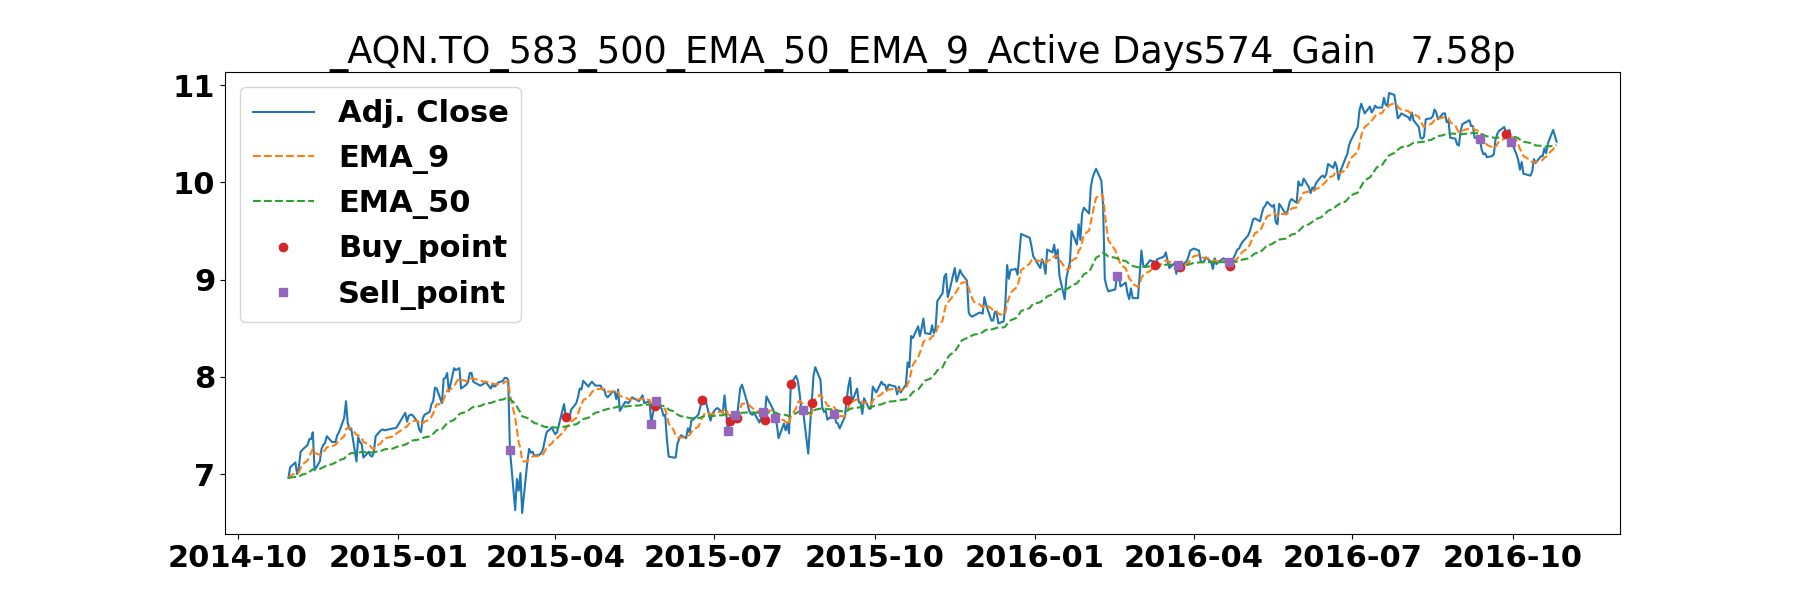 _AQN.TO_583_500_EMA_50_EMA_9_Active Days574_Gain   7.58p
11
10
9
8
7
Adj. Close
EMA_9
EMA_50
Buy_point
Sell_point
2014-10 2015-01 2015-04 2015-07 2015-10 2016-01 2016-04 2016-07 2016-10